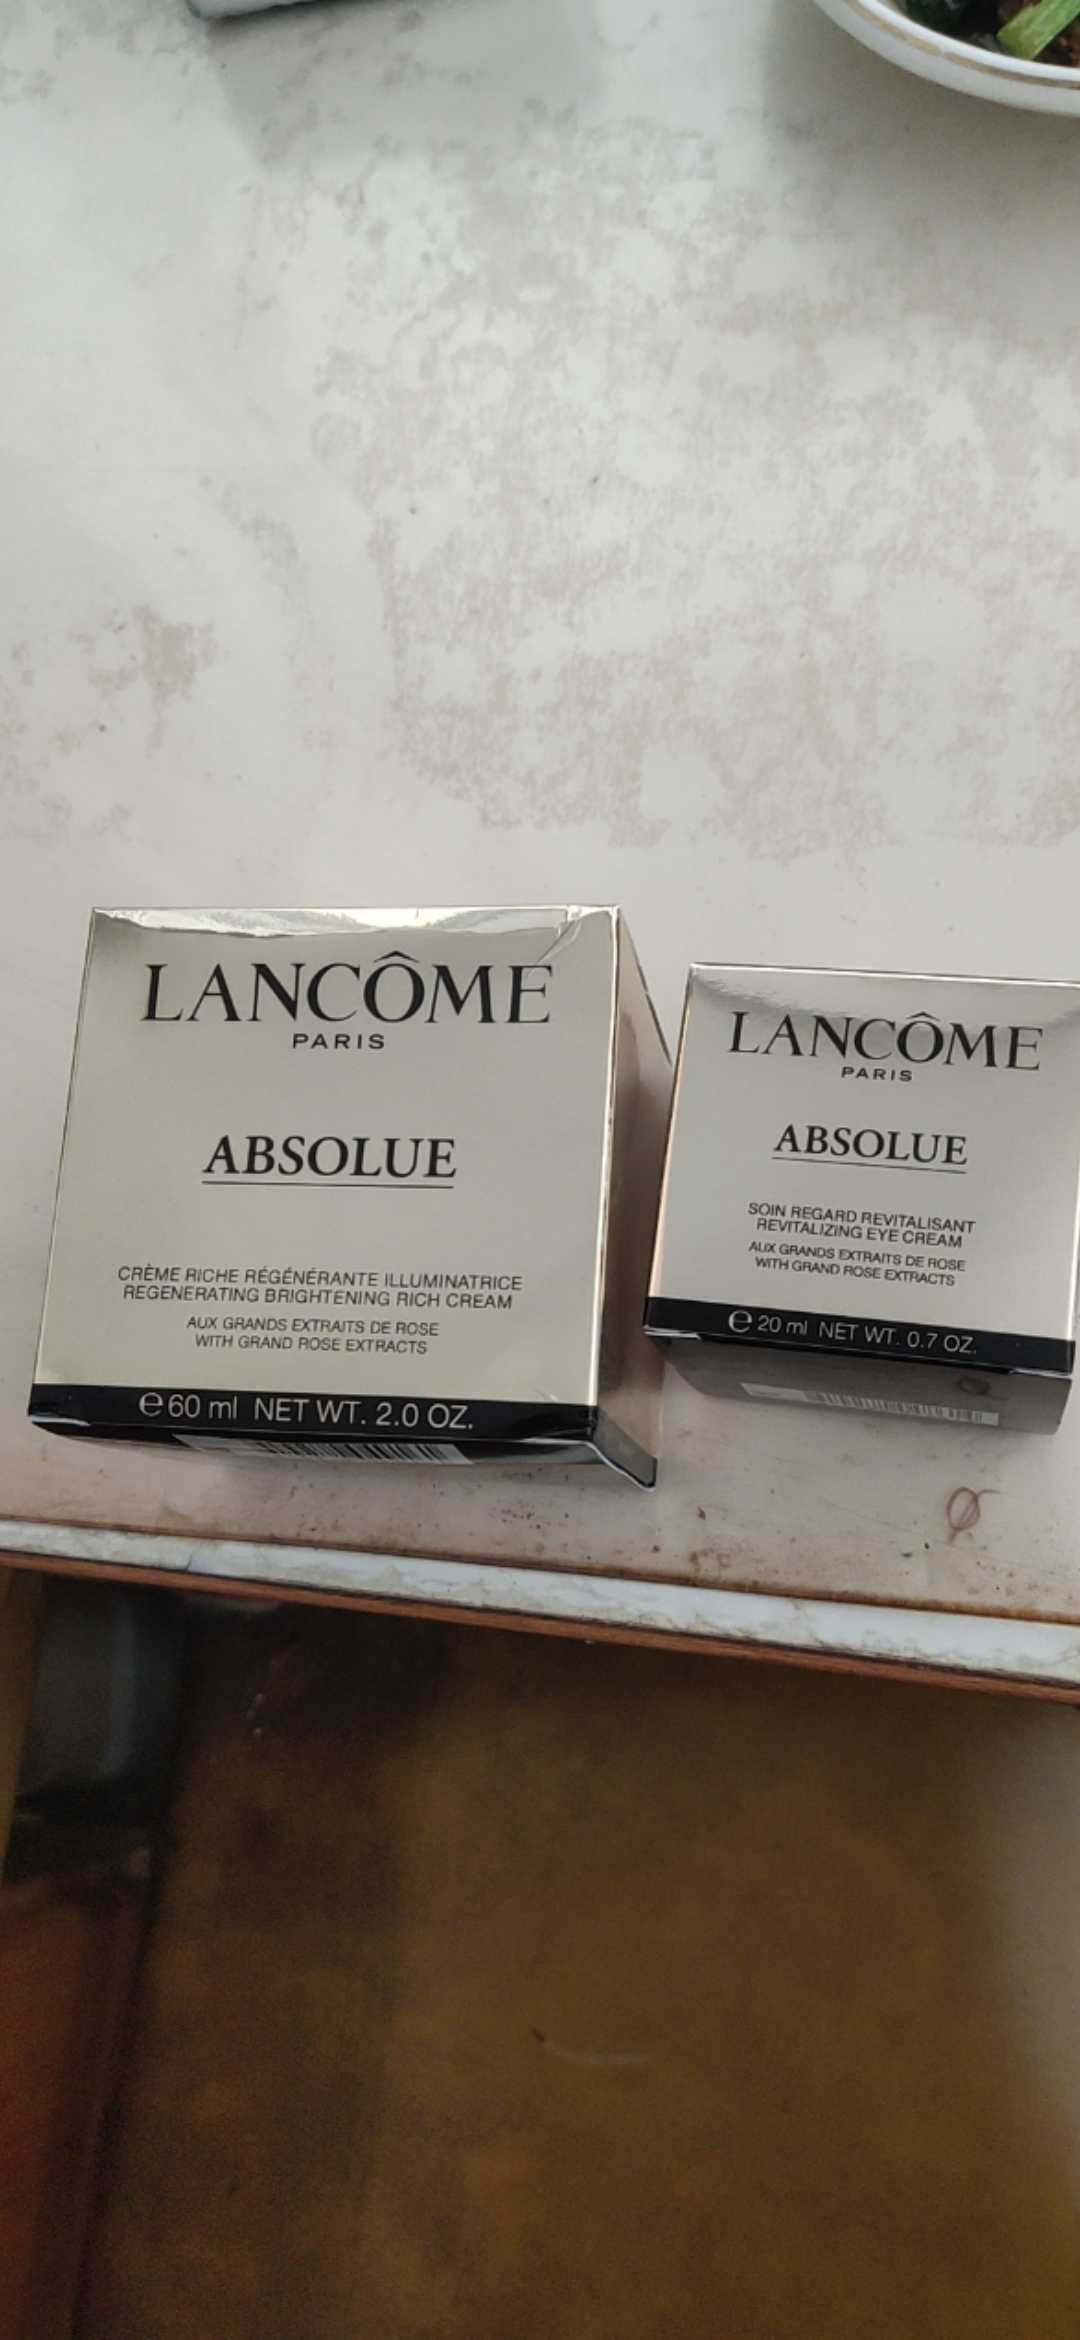 LANCÔME
PARIS
ABSOLUE
CRÈME RICHE RÉGÉNÉRANTE ILLUMINATRICE
REGENERATING BRIGHTENING RICH CREAM
AUX GRANDS EXTRAITS DE ROSE
WITH GRAND ROSE EXTRACTS
e 60 ml NET WT. 2.0 OZ.
LANCÔME
PARIS
ABSOLUE
SOIN REGARD REVITALISANT
REVITALIZING EYE CREAM
AUX GRANDS EXTRAITS DE ROSE
WITH GRAND ROSE EXTRACTS
e 20 ml NET WT. 0.7 OZ.